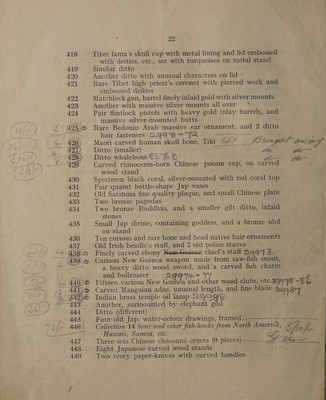 22
418 Tibet lama's skull cup with metal lining and lid embossed
with deities, etc., set with turquoises on metal stand
419 Similar ditto
420 Another ditto with unusual characters on lid
421 Rare Tibet high priest's coronet with pierced work and
embossed deities
422 Matchlock gun, barrel finely inlaid gold with silver mounts
423 Another with massive silver mounts all over
424 Pair flintlock pistols with heavy gold inlay barrels, and
massive silver-mounted butts
425 Rare Bedouin Arab massive ear ornament, and 2 ditto
hair fasteners
426 Maori carved human skull bone, Tiki
427 Ditto (smaller) do
428 Ditto whalebone do
429 Carved rhinoceros-horn Chinese poison cup, on carved
wood stand
430 Specimen black coral, silver-mounted with red coral top
431 Pair quaint bottle-shape Jap vases
432 Old Satsuma fine quality plaque, and small Chinese plate
433 Two bronze pagodas
434 Two bronze Buddhas, and a smaller gilt ditto, inlaid
stones
435 Small Jap shrine, containing goddess, and a bronze idol
on stand
436 Ten curious and rare bone and bead native hair ornaments
437 Old Irish beadle's staff, and 2 old police staves
438 Finely carved ebony New Guinea chief's staff 29973
439 Curious New Guinea weapon made from saw-fish snout,
a heavy ditto wood sword, and a carved fish charm
and bullroarer
440 Fifteen various New Guinea and other wood clubs, etc
441 Carved Mangaian adze, unusual length, and fine blade 29987
442 Indian brass temple oil lamp 29988
443 Another, surmounted by elephant god
444 Ditto (different)
445 Four old Jap. water-colour drawings, framed
446 Collection 14 bone and other fish-hooks from North America,
Hawaii, Samoa, etc.
447 Three sets Chinese cloisonné cruets (9 pieces)
448 Eight Japanese carved wood stands
449 Two ivory paper-knives with carved handles